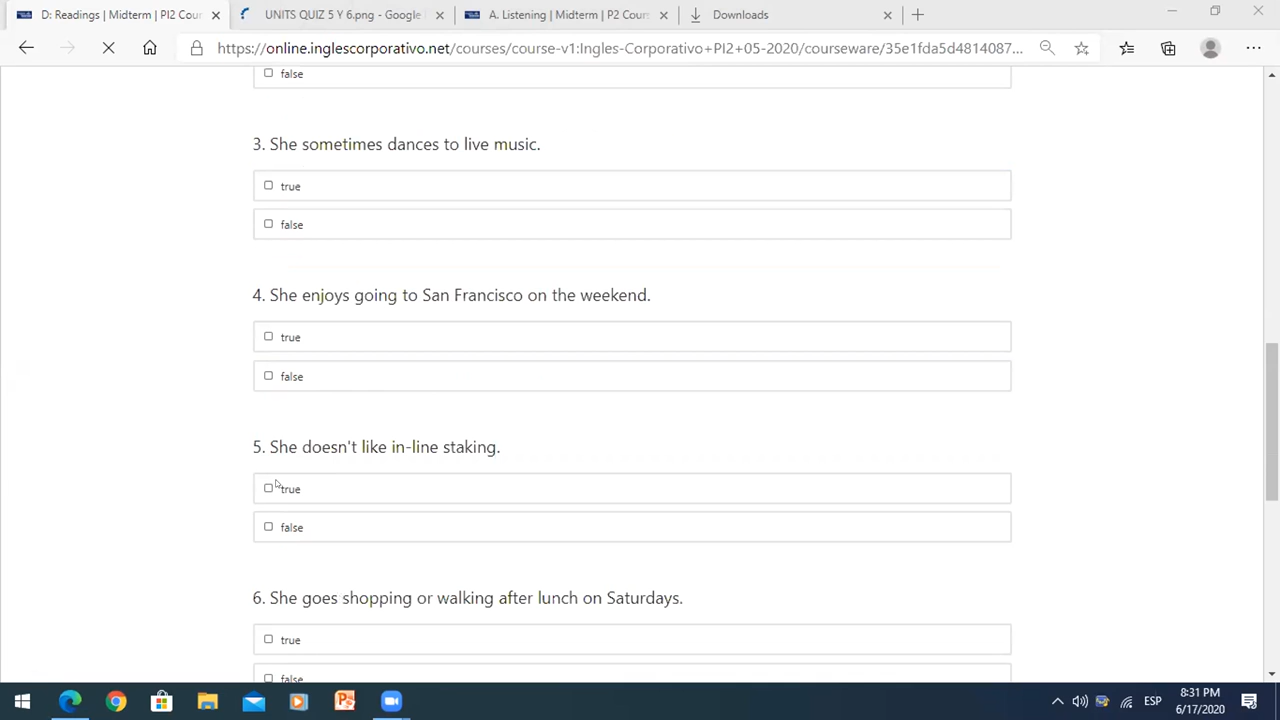 D: Readings | Midterm | PI2 Cour
UNITS QUIZ 5 Y 6.png - Google
A. Listening | Midterm | P2 Cours
Downloads
https://online.inglescorporativo.net/courses/course-v1:Ingles-Corporativo+PI2+05-2020/courseware/35e1fda5d4814087...
false
3. She sometimes dances to live music.
true
false
4. She enjoys going to San Francisco on the weekend.
true
false
5. She doesn't like in-line staking.
true
false
6. She goes shopping or walking after lunch on Saturdays.
true
false
ESP
8:31 PM
6/17/2020